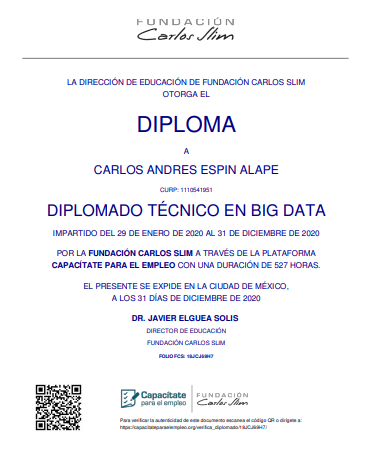 FUNDACIÓN
Carlos Slim
LA DIRECCIÓN DE EDUCACIÓN DE FUNDACIÓN CARLOS SLIM
OTORGA EL
DIPLOMA
A
CARLOS ANDRES ESPIN ALAPE
CURP: 1110541951
DIPLOMADO TÉCNICO EN BIG DATA
IMPARTIDO DEL 29 DE ENERO DE 2020 AL 31 DE DICIEMBRE DE 2020
POR LA FUNDACIÓN CARLOS SLIM A TRAVÉS DE LA PLATAFORMA
CAPACÍTATE PARA EL EMPLEO CON UNA DURACIÓN DE 527 HORAS.
EL PRESENTE SE EXPIDE EN LA CIUDAD DE MÉXICO,
A LOS 31 DÍAS DE DICIEMBRE DE 2020
DR. JAVIER ELGUEA SOLIS
DIRECTOR DE EDUCACIÓN
FUNDACIÓN CARLOS SLIM
FOLIO FCS: 18JCJ69H7
Capacítate
para el empleo
FUNDACIÓN
Carlos Slim
Para verificar la autenticidad de este documento escanea el código QR o dirígete a:
https://capacitateparaelempleo.org/verifica_diplomado/18JCJ69H7/